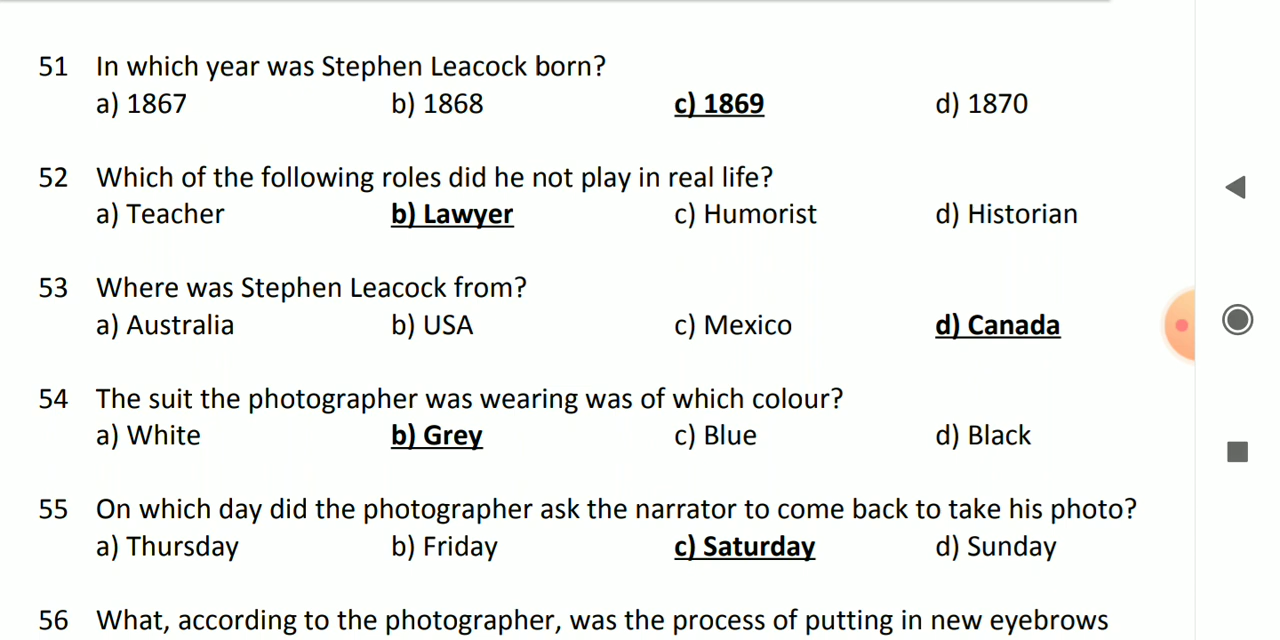 51 In which year was Stephen Leacock born?
a) 1867 b) 1868 c) 1869 d) 1870
52 Which of the following roles did he not play in real life?
a) Teacher b) Lawyer c) Humorist d) Historian
53 Where was Stephen Leacock from?
a) Australia b) USA c) Mexico d) Canada
54 The suit the photographer was wearing was of which colour?
a) White b) Grey c) Blue d) Black
55 On which day did the photographer ask the narrator to come back to take his photo?
a) Thursday b) Friday c) Saturday d) Sunday
56 What, according to the photographer, was the process of putting in new eyebrows